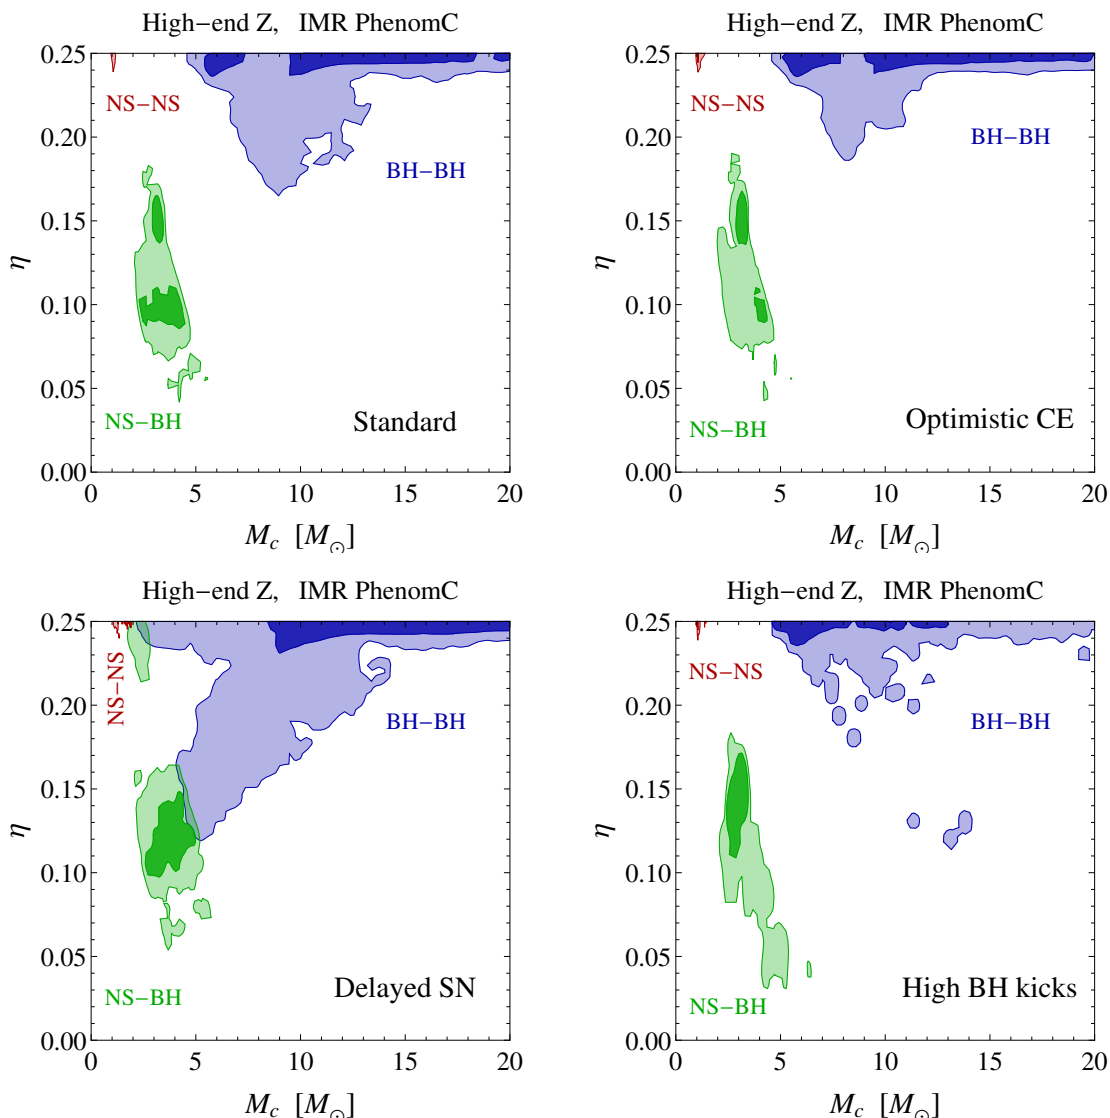 High−end Z, IMR PhenomC
0.25
0.20
0.15
0.10
0.05
0.00
η
NS−NS
BH−BH
NS−BH
Standard
0 5 10 15 20
M_c [M_⊙]
High−end Z, IMR PhenomC
0.25
0.20
0.15
0.10
0.05
0.00
η
NS−NS
BH−BH
NS−BH
Optimistic CE
0 5 10 15 20
M_c [M_⊙]
High−end Z, IMR PhenomC
0.25
0.20
0.15
0.10
0.05
0.00
η
NS−NS
BH−BH
NS−BH
Delayed SN
0 5 10 15 20
M_c [M_⊙]
High−end Z, IMR PhenomC
0.25
0.20
0.15
0.10
0.05
0.00
η
NS−NS
BH−BH
NS−BH
High BH kicks
0 5 10 15 20
M_c [M_⊙]